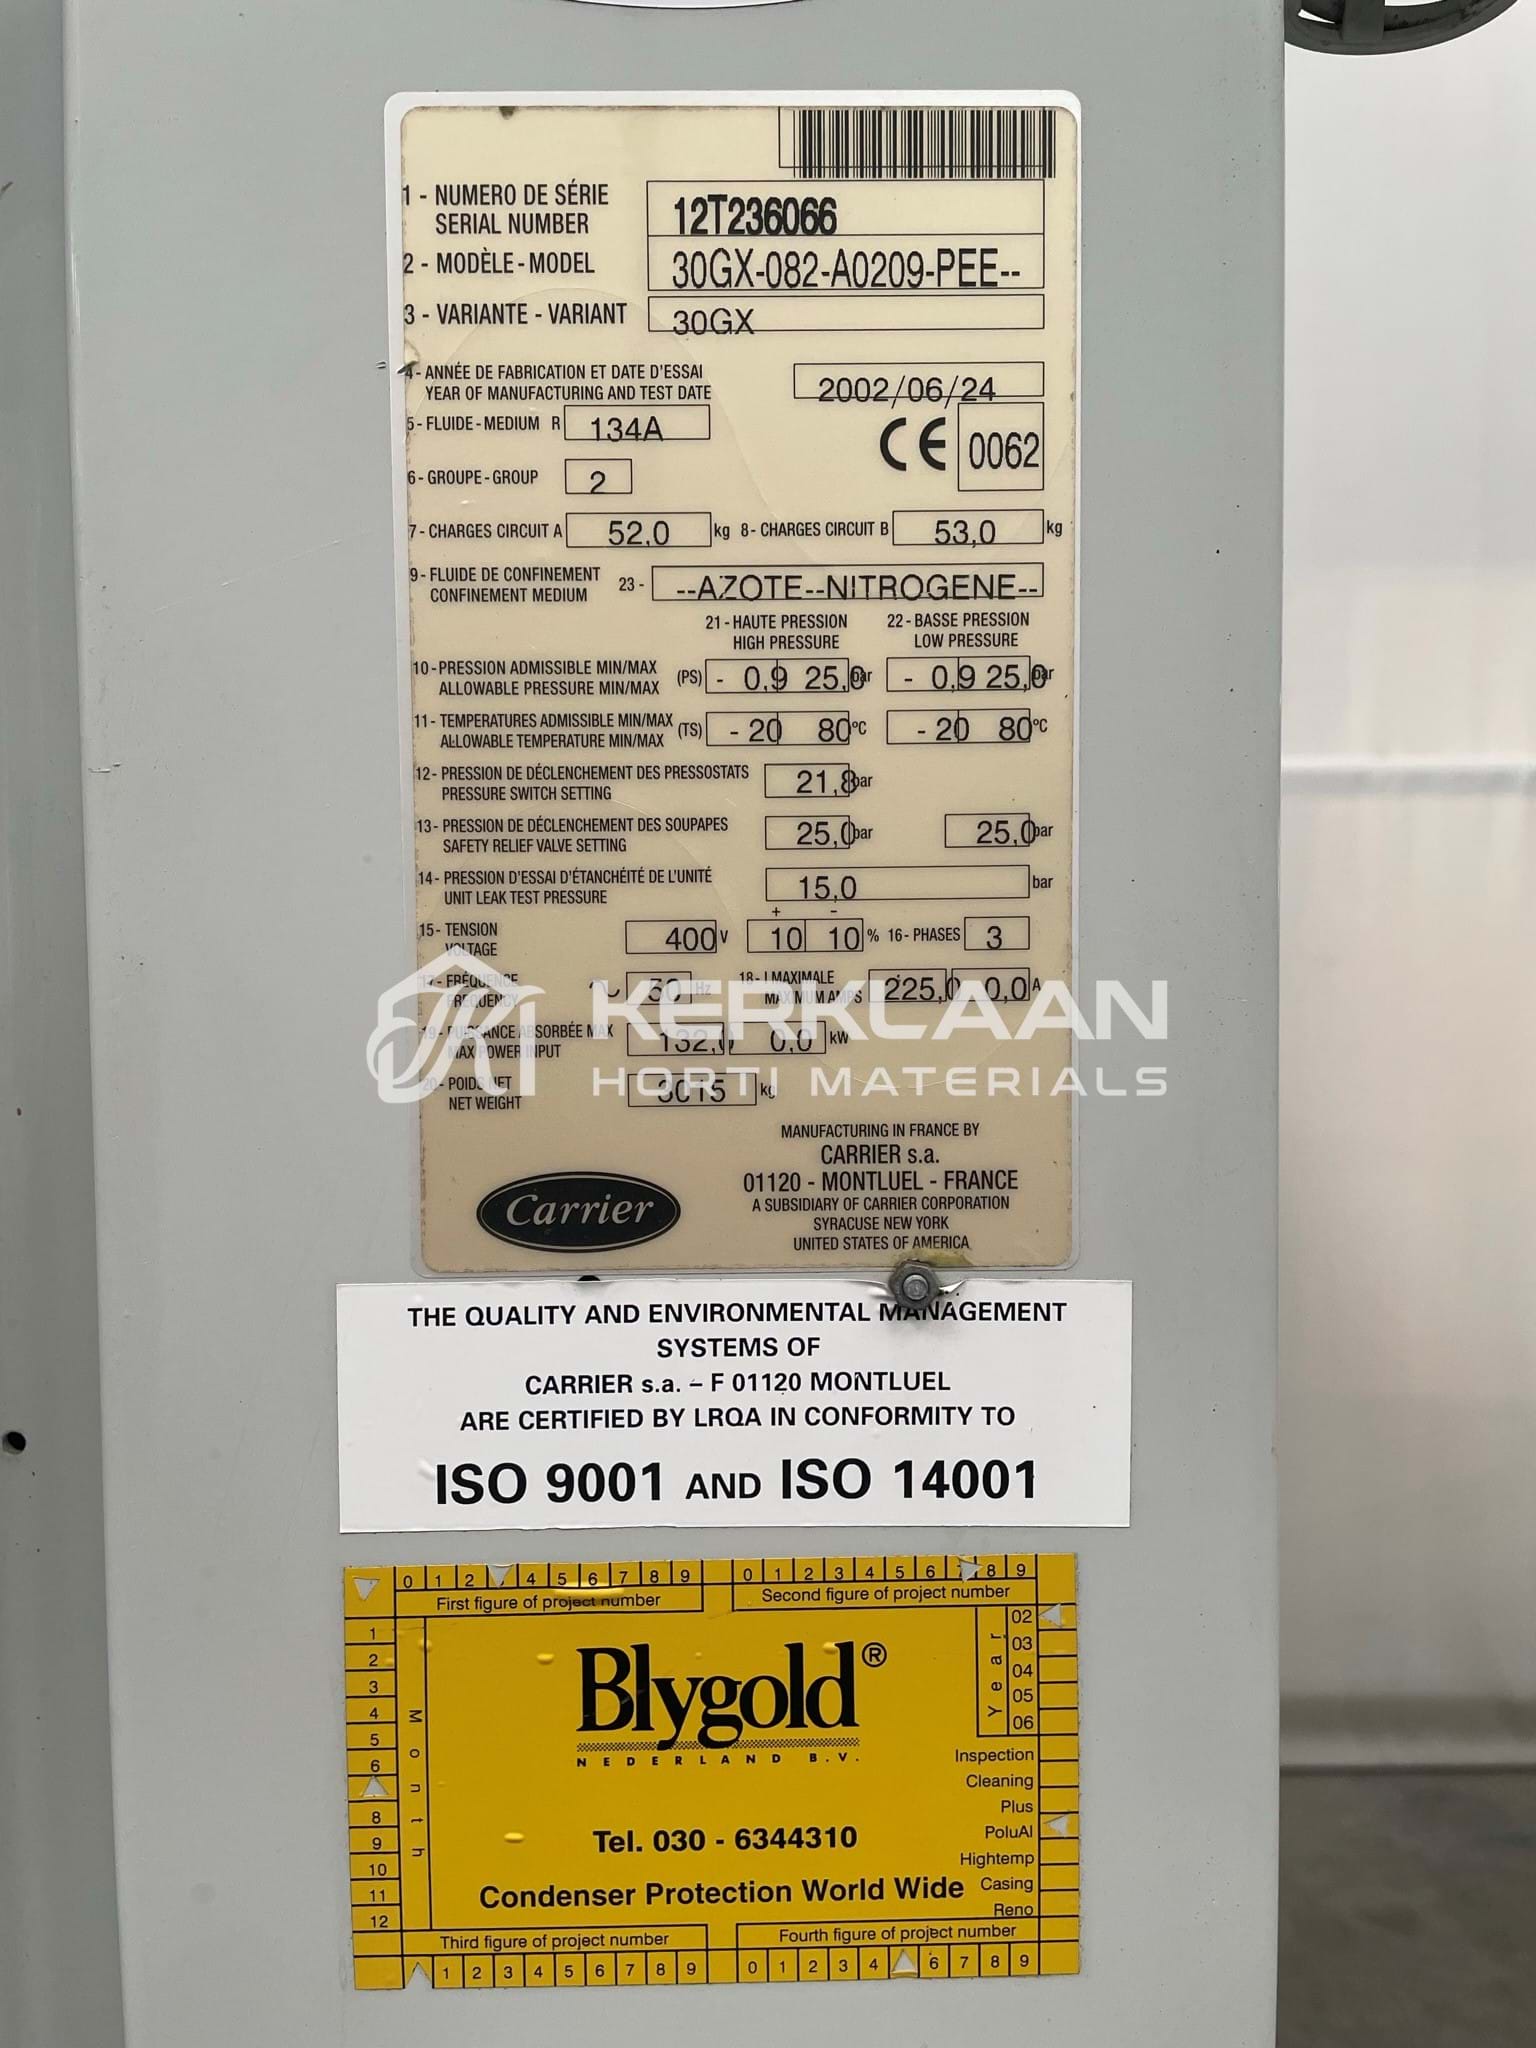 1 - NUMERO DE SÉRIE
SERIAL NUMBER
12T236066
2 - MODÈLE - MODEL
30GX-082-A0209-PEE--
3 - VARIANTE - VARIANT
30GX
4 - ANNÉE DE FABRICATION ET DATE D'ESSAI
YEAR OF MANUFACTURING AND TEST DATE
2002/06/24
5 - FLUIDE - MEDIUM R 134A
CE 0062
6 - GROUPE - GROUP 2
7 - CHARGES CIRCUIT A 52,0 kg 8 - CHARGES CIRCUIT B 53,0 kg
9 - FLUIDE DE CONFINEMENT
CONFINEMENT MEDIUM
23 - --AZOTE--NITROGENE--
21 - HAUTE PRESSION
HIGH PRESSURE
22 - BASSE PRESSION
LOW PRESSURE
10 - PRESSION ADMISSIBLE MIN/MAX
ALLOWABLE PRESSURE MIN/MAX
(PS) - 0,9 25,0 bar - 0,9 25,0 bar
11 - TEMPERATURES ADMISSIBLE MIN/MAX
ALLOWABLE TEMPERATURE MIN/MAX
(TS) - 20 80 °C - 20 80 °C
12 - PRESSION DE DÉCLENCHEMENT DES PRESSOSTATS
PRESSURE SWITCH SETTING
21,8 bar
13 - PRESSION DE DÉCLENCHEMENT DES SOUPAPES
SAFETY RELIEF VALVE SETTING
25,0 bar 25,0 bar
14 - PRESSION D'ESSAI D'ÉTANCHÉITÉ DE L'UNITÉ
UNIT LEAK TEST PRESSURE
15,0 bar
15 - TENSION
VOLTAGE
400 V
+ -
10 10 % 16 - PHASES 3
17 - FRÉQUENCE
FRECUENCY
~ 50 Hz
18 - I MAXIMALE
MAXIMUM AMPS
225,0 0,0 A
19 - PUISSANCE ABSORBÉE MAX
MAX POWER INPUT
132,0 0,0 kW
20 - POIDS NET
NET WEIGHT
3015 kg
KERKLAAN
HORTI MATERIALS
MANUFACTURING IN FRANCE BY
CARRIER s.a.
01120 - MONTLUEL - FRANCE
A SUBSIDIARY OF CARRIER CORPORATION
SYRACUSE NEW YORK
UNITED STATES OF AMERICA
Carrier
THE QUALITY AND ENVIRONMENTAL MANAGEMENT
SYSTEMS OF
CARRIER s.a. – F 01120 MONTLUEL
ARE CERTIFIED BY LRQA IN CONFORMITY TO
ISO 9001 AND ISO 14001
0 1 2 4 5 6 7 8 9
First figure of project number
0 1 2 3 4 5 6 8 9
Second figure of project number
1
2
3
4
5
6
8
9
10
11
12
Month
Year
02
03
04
05
06
Blygold®
NEDERLAND B.V.
Inspection
Cleaning
Plus
PoluAl
Hightemp
Casing
Reno
Tel. 030 - 6344310
Condenser Protection World Wide
Third figure of project number
1 2 3 4 5 6 7 8 9
Fourth figure of project number
0 1 2 3 4 6 7 8 9